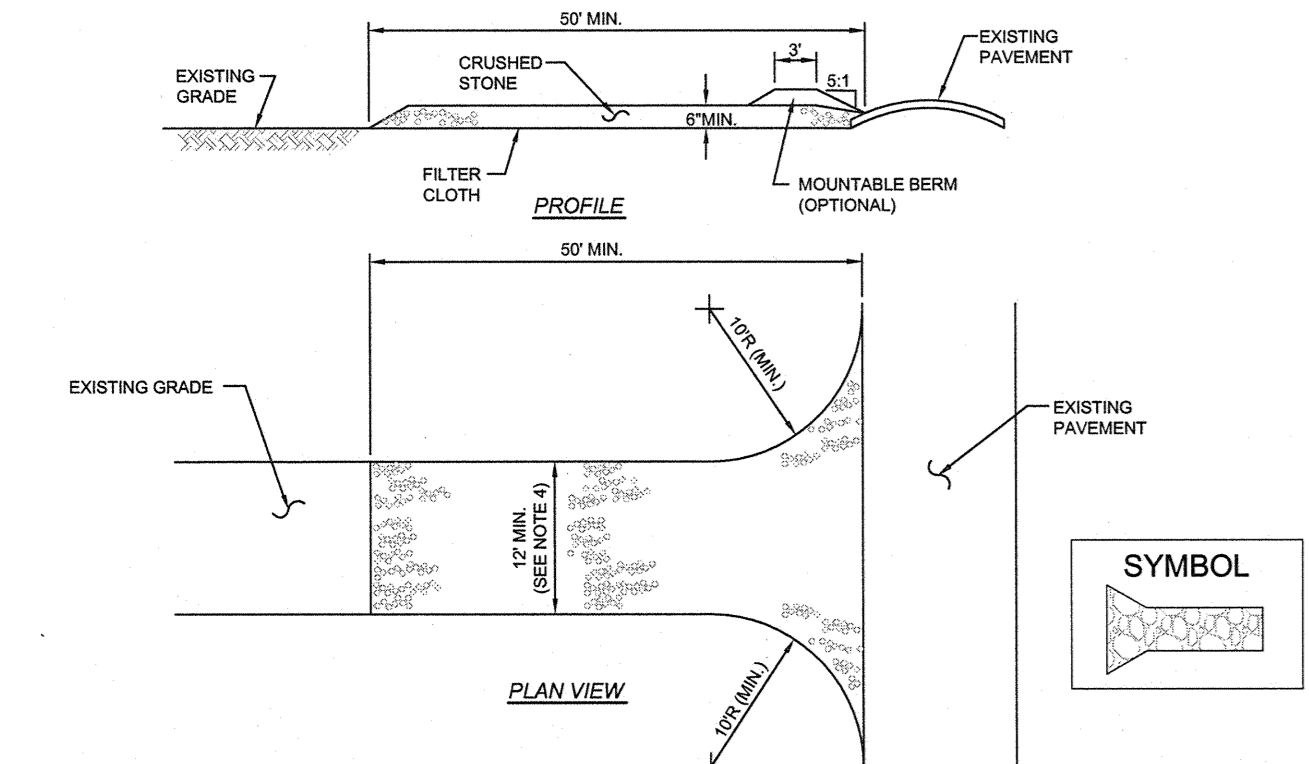 50' MIN.
EXISTING
GRADE
CRUSHED
STONE
3'
5:1
EXISTING
PAVEMENT
6"MIN.
FILTER
CLOTH
MOUNTABLE BERM
(OPTIONAL)
PROFILE
50' MIN.
10'R (MIN.)
EXISTING GRADE
EXISTING
PAVEMENT
12' MIN.
(SEE NOTE 4)
SYMBOL
10'R (MIN.)
PLAN VIEW